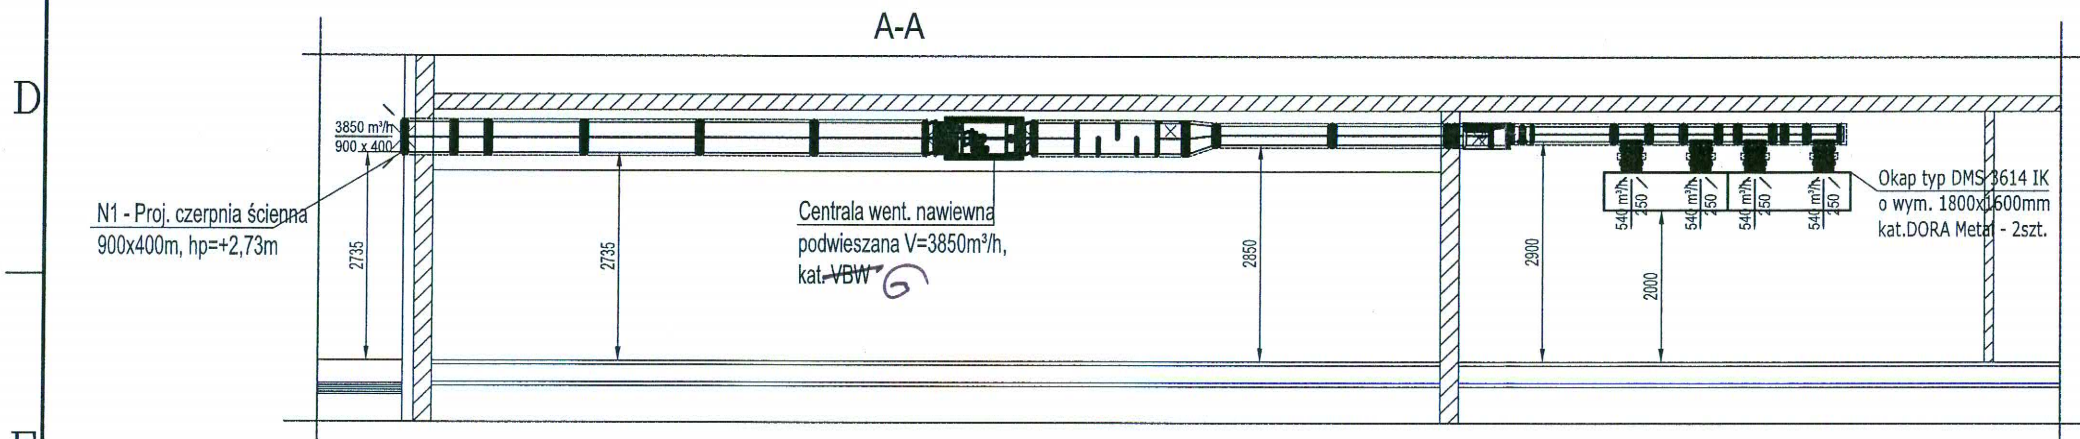 A-A
D
3850 m³/h
900 x 400
N1 - Proj. czerpnia ścienna
900x400m, hp=+2,73m
2735
2735
Centrala went. nawiewna
podwieszana V=3850m³/h,
kat. VBW
2850
2900
2000
540 m³/h
250
540 m³/h
250
540 m³/h
250
540 m³/h
250
Okap typ DMS 3614 IK
o wym. 1800x1600mm
kat.DORA Metal - 2szt.